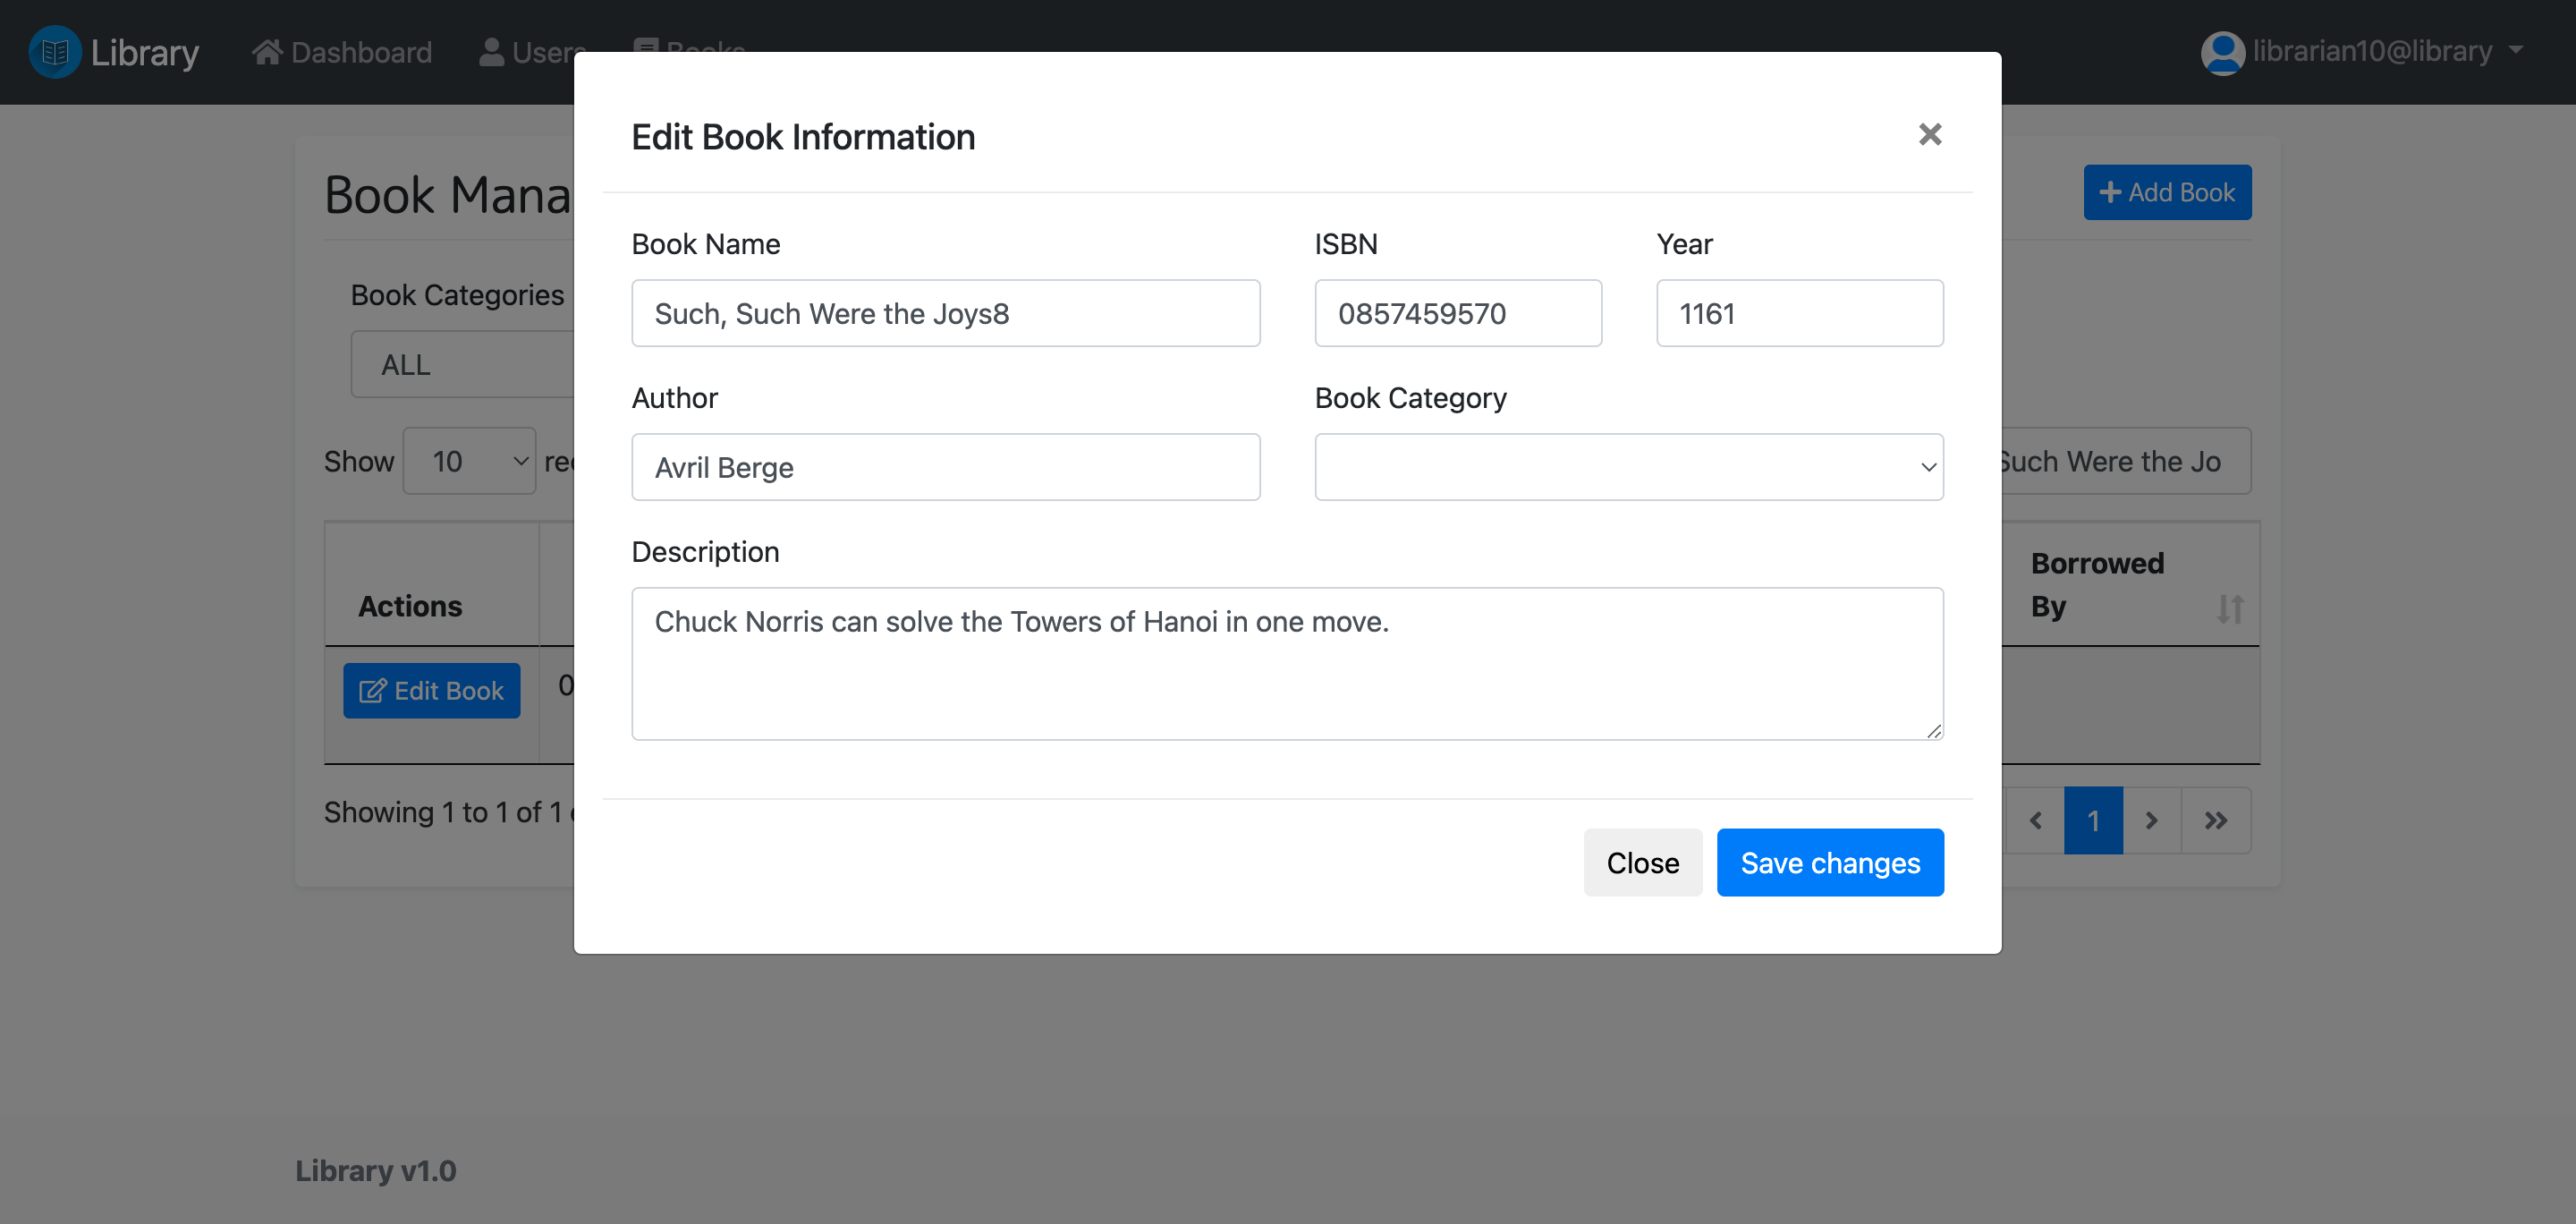 Library
Dashboard
Users
Books
librarian10@library
Edit Book Information
Book Mana
Add Book
Book Name
ISBN
Year
Such, Such Were the Joys8
0857459570
1161
Book Categories
ALL
Author
Book Category
Show 10
Avril Berge
Such Were the Jo
Description
Actions
Borrowed
By
Chuck Norris can solve the Towers of Hanoi in one move.
Edit Book
0
Showing 1 to 1 of 1
1
Close
Save changes
Library v1.0